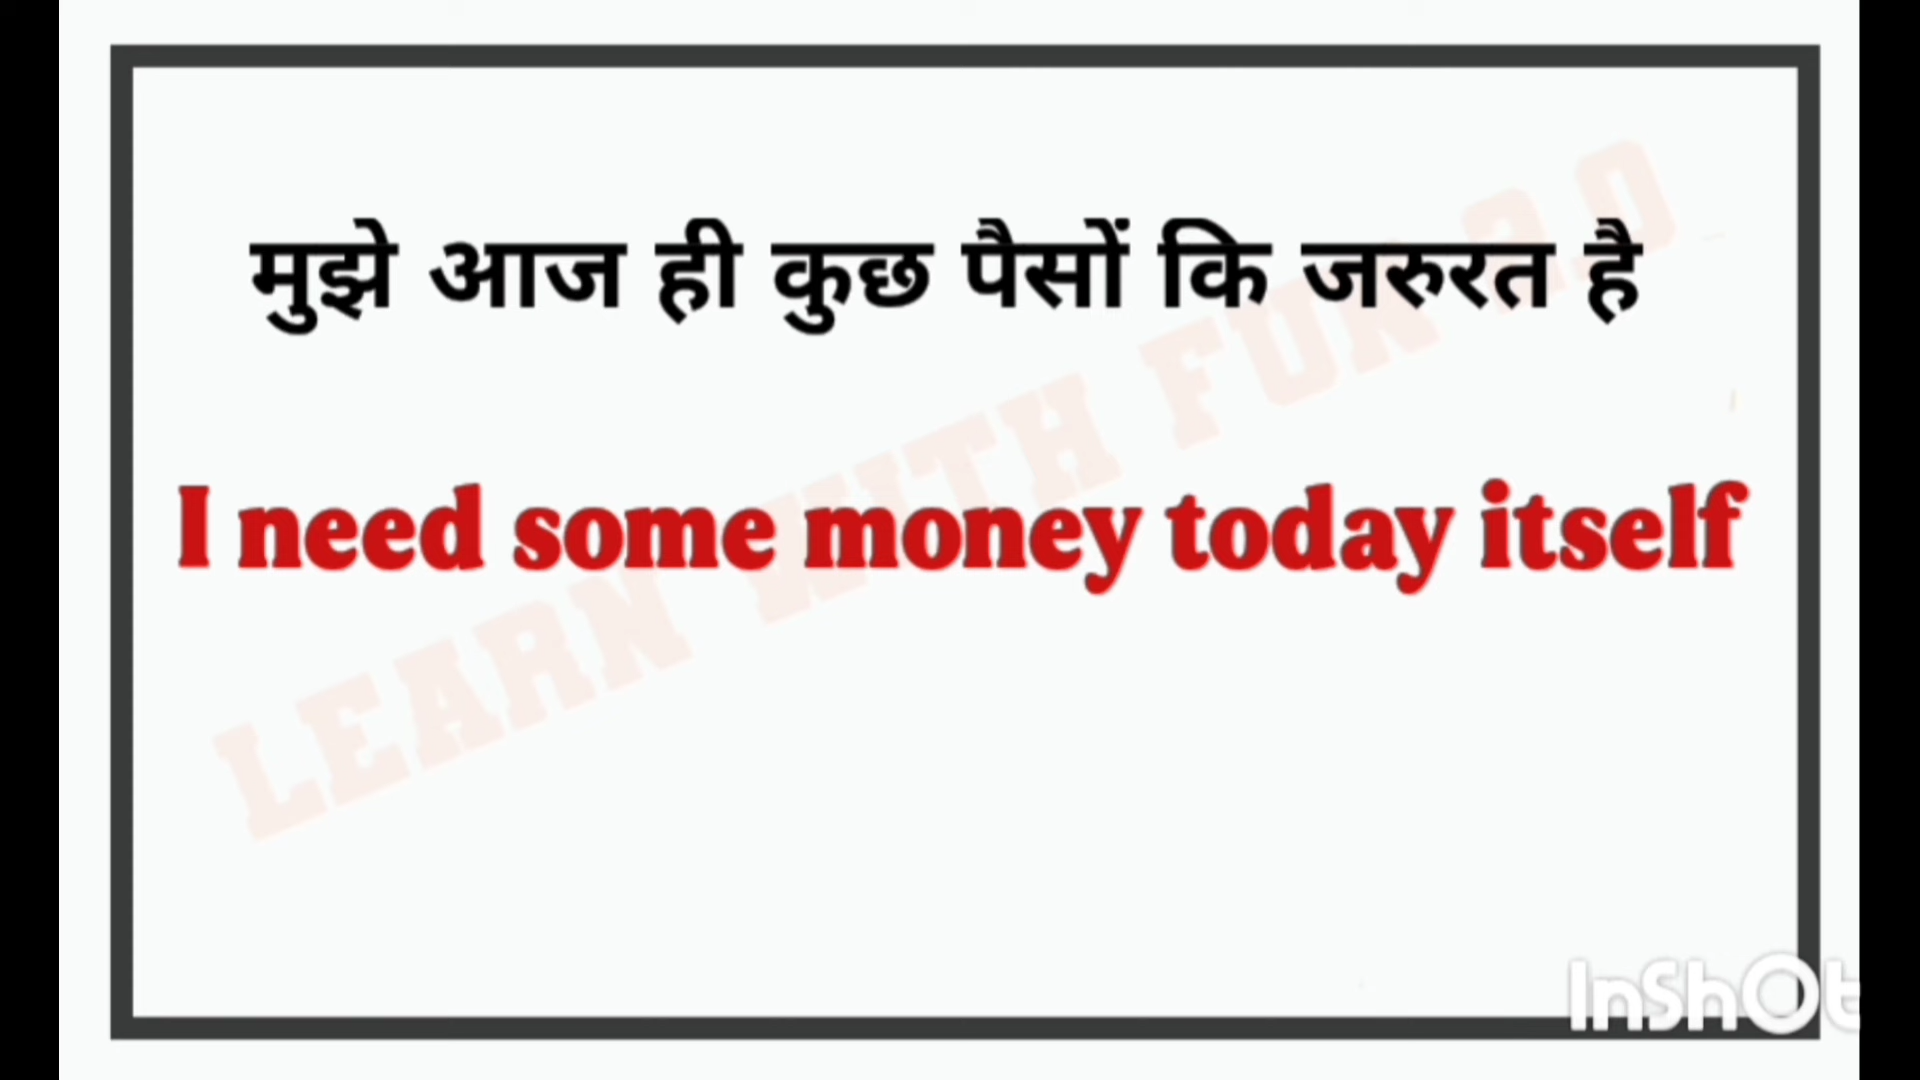 मुझे आज ही कुछ पैसों कि जरुरत है
I need some money today itself
LEARN WITH FUN 2.0
InShOt